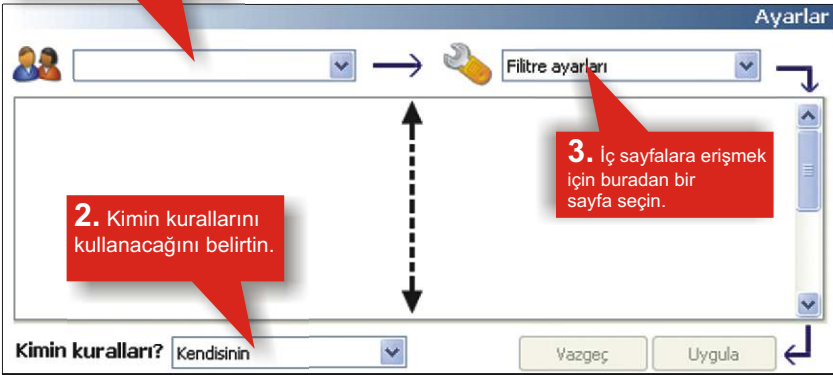 Ayarlar
Filitre ayarları
3. İç sayfalara erişmek
için buradan bir
sayfa seçin.
2. Kimin kurallarını
kullanacağını belirtin.
Kimin kuralları? Kendisinin
Vazgeç Uygula